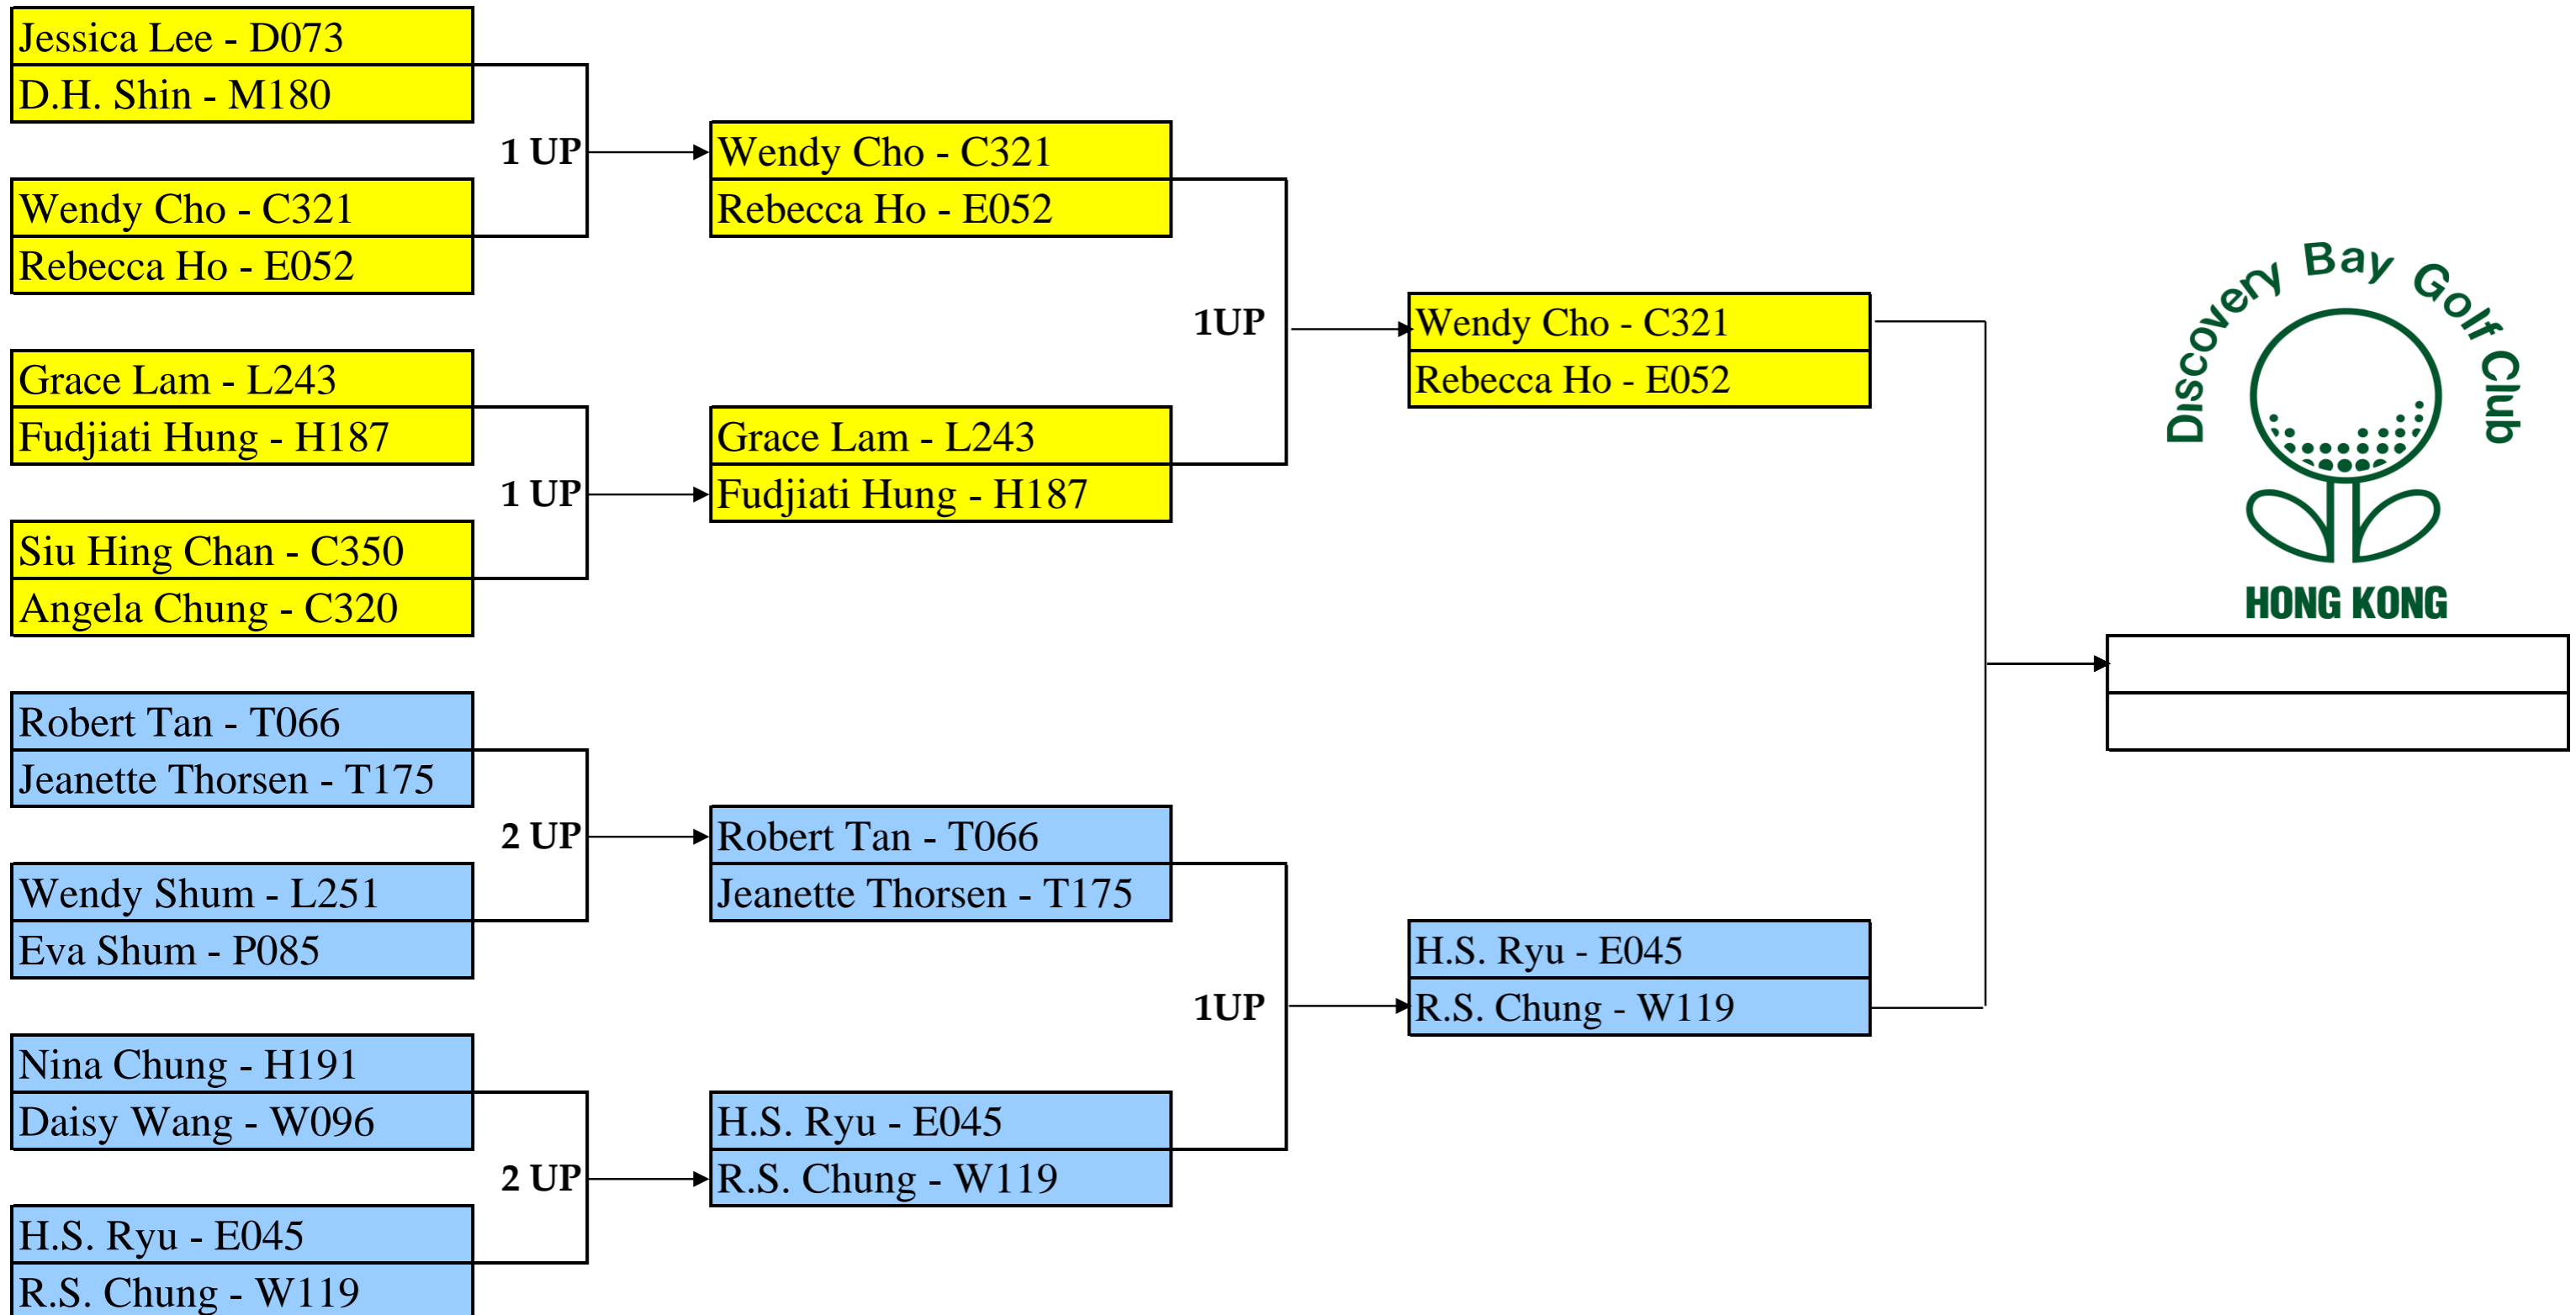 Jessica Lee - D073
D.H. Shin - M180
1 UP
Wendy Cho - C321
Rebecca Ho - E052
Grace Lam - L243
Fudjiati Hung - H187
1 UP
Siu Hing Chan - C350
Angela Chung - C320
Robert Tan - T066
Jeanette Thorsen - T175
2 UP
Wendy Shum - L251
Eva Shum - P085
Nina Chung - H191
Daisy Wang - W096
2 UP
H.S. Ryu - E045
R.S. Chung - W119
Wendy Cho - C321
Rebecca Ho - E052
1UP
Grace Lam - L243
Fudjiati Hung - H187
Robert Tan - T066
Jeanette Thorsen - T175
1UP
H.S. Ryu - E045
R.S. Chung - W119
Wendy Cho - C321
Rebecca Ho - E052
H.S. Ryu - E045
R.S. Chung - W119
Discovery Bay Golf Club
HONG KONG